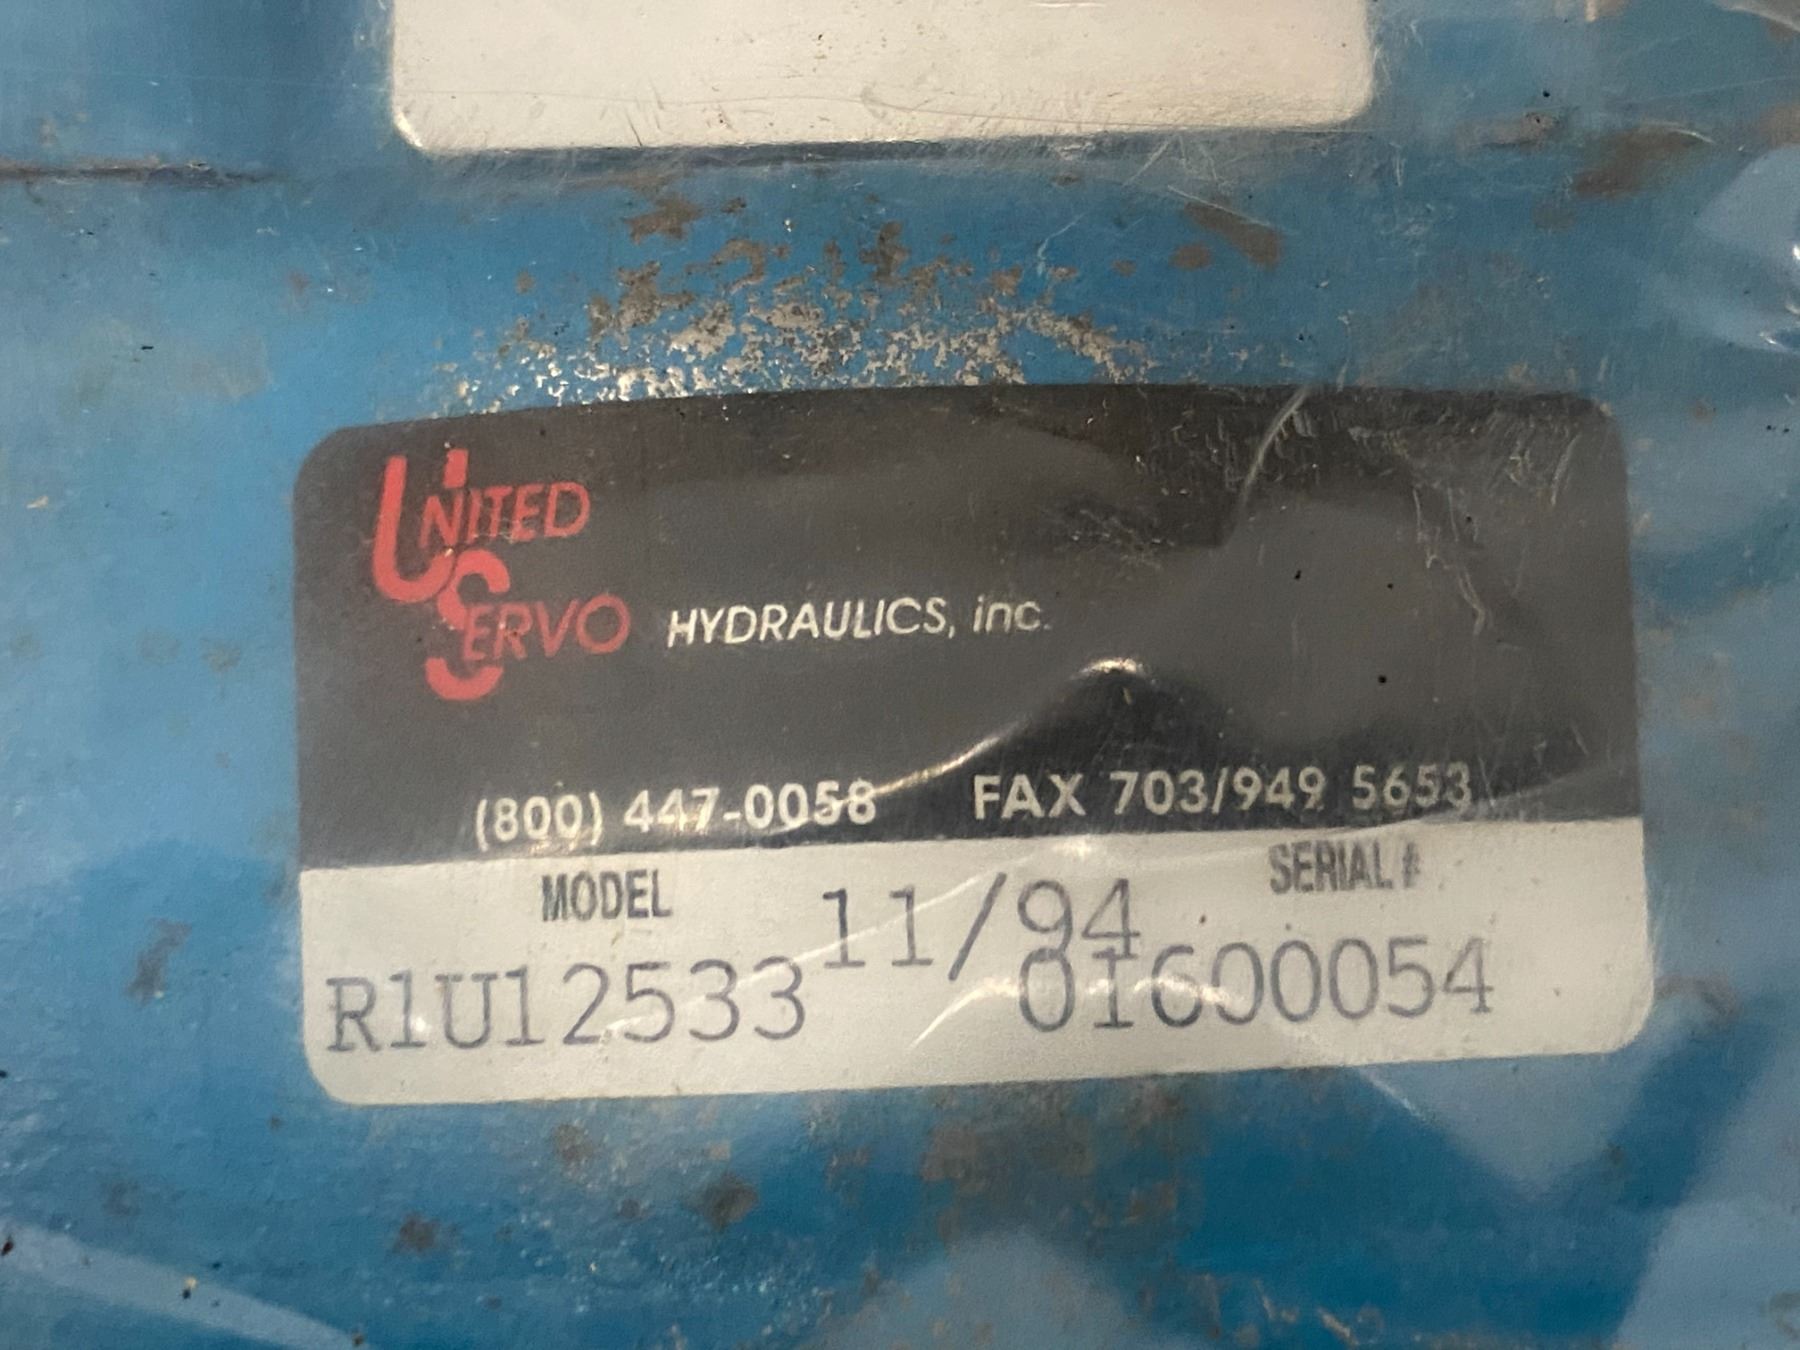 UNITED
SERVO HYDRAULICS, inc.
(800) 447-0058 FAX 703/949 5653
MODEL SERIAL #
11/94
R1U12533 01600054